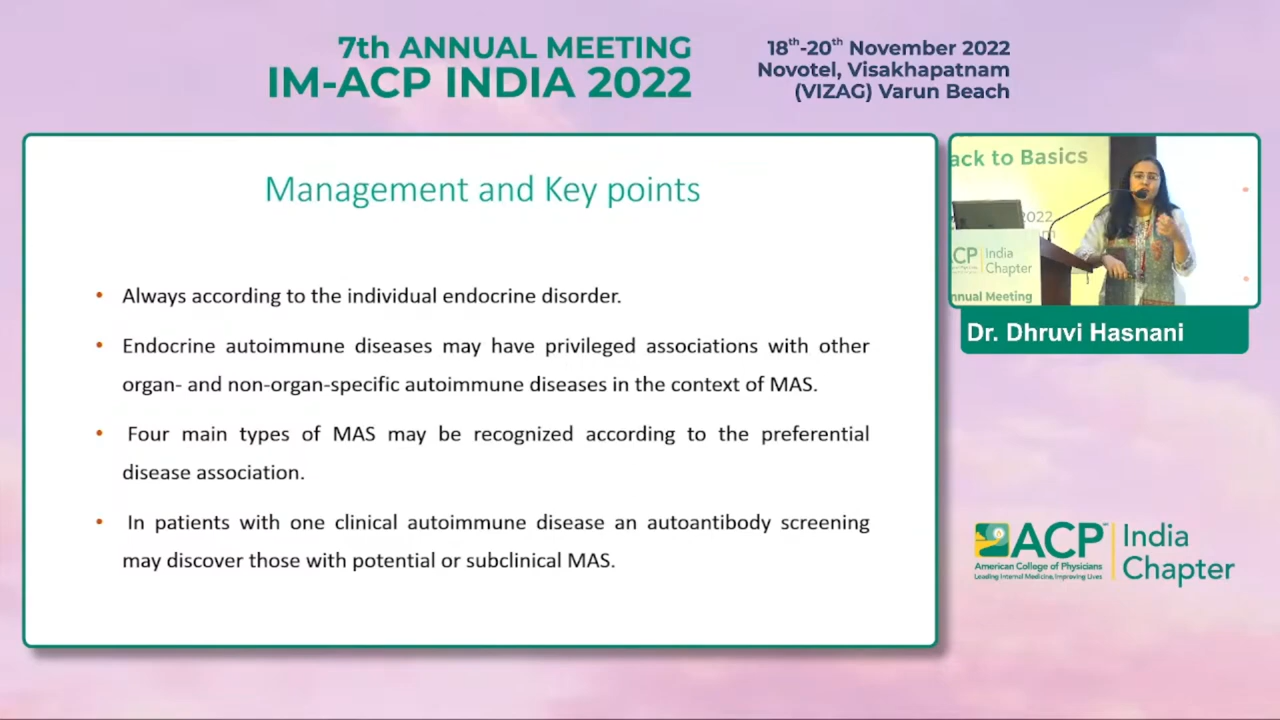 7th ANNUAL MEETING
IM-ACP INDIA 2022
18th-20th November 2022
Novotel, Visakhapatnam
(VIZAG) Varun Beach
Management and Key points
• Always according to the individual endocrine disorder.
• Endocrine autoimmune diseases may have privileged associations with other
organ- and non-organ-specific autoimmune diseases in the context of MAS.
• Four main types of MAS may be recognized according to the preferential
disease association.
• In patients with one clinical autoimmune disease an autoantibody screening
may discover those with potential or subclinical MAS.
ack to Basics
2022
CP India
Chapter
nnual Meeting
Dr. Dhruvi Hasnani
ACP
American College of Physicians
Leading Internal Medicine, Improving Lives
India
Chapter